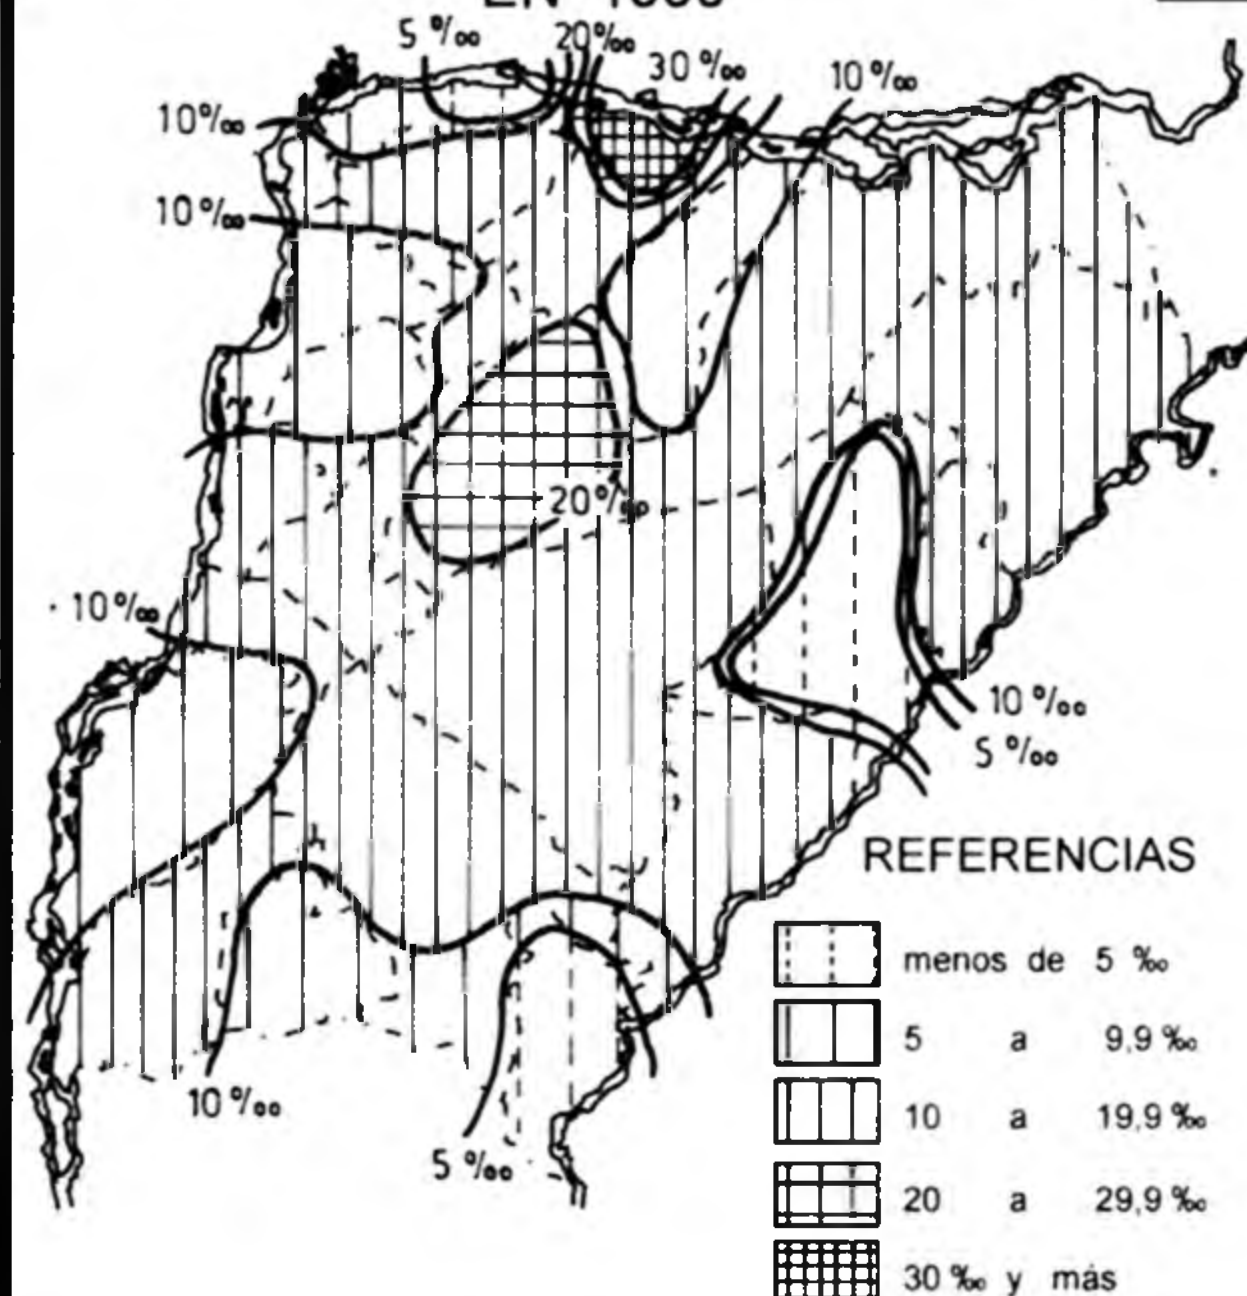 5 ‰
20‰
30 ‰
10 ‰
10‰
10‰
20‰
10‰
10 ‰
5 ‰
10 ‰
5 ‰
REFERENCIAS
menos de 5 ‰
5 a 9,9 ‰
10 a 19,9 ‰
20 a 29,9 ‰
30 ‰ y más